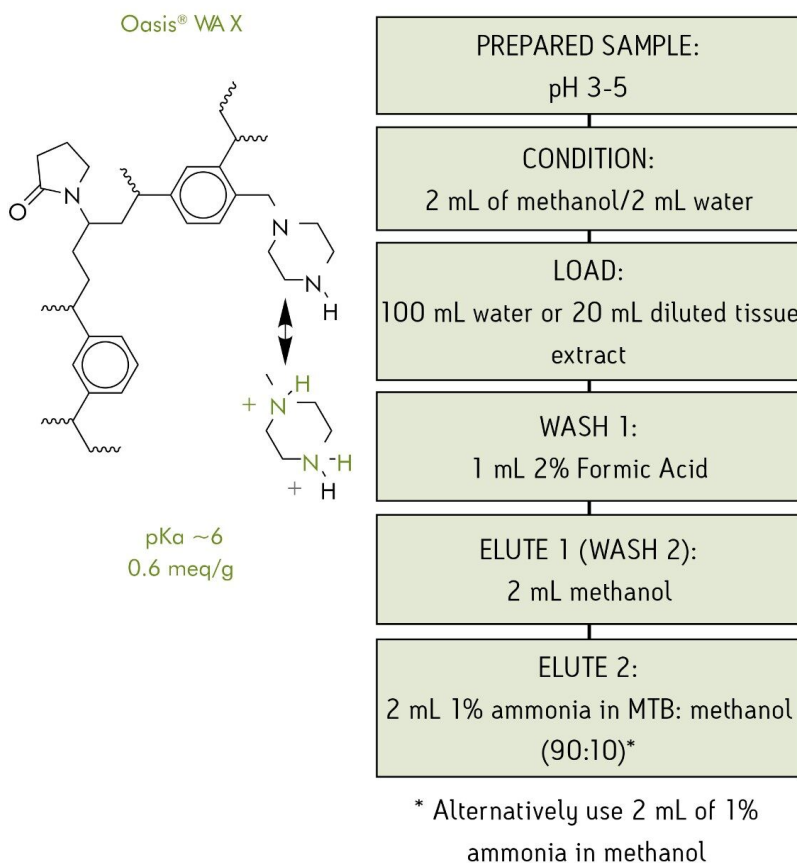 Oasis® WAX
O
N
N
N
H
+
N
H
N
H
H
+
pKa ~6
0.6 meq/g
PREPARED SAMPLE:
pH 3-5
CONDITION:
2 mL of methanol/2 mL water
LOAD:
100 mL water or 20 mL diluted tissue
extract
WASH 1:
1 mL 2% Formic Acid
ELUTE 1 (WASH 2):
2 mL methanol
ELUTE 2:
2 mL 1% ammonia in MTB: methanol
(90:10)*
* Alternatively use 2 mL of 1%
ammonia in methanol